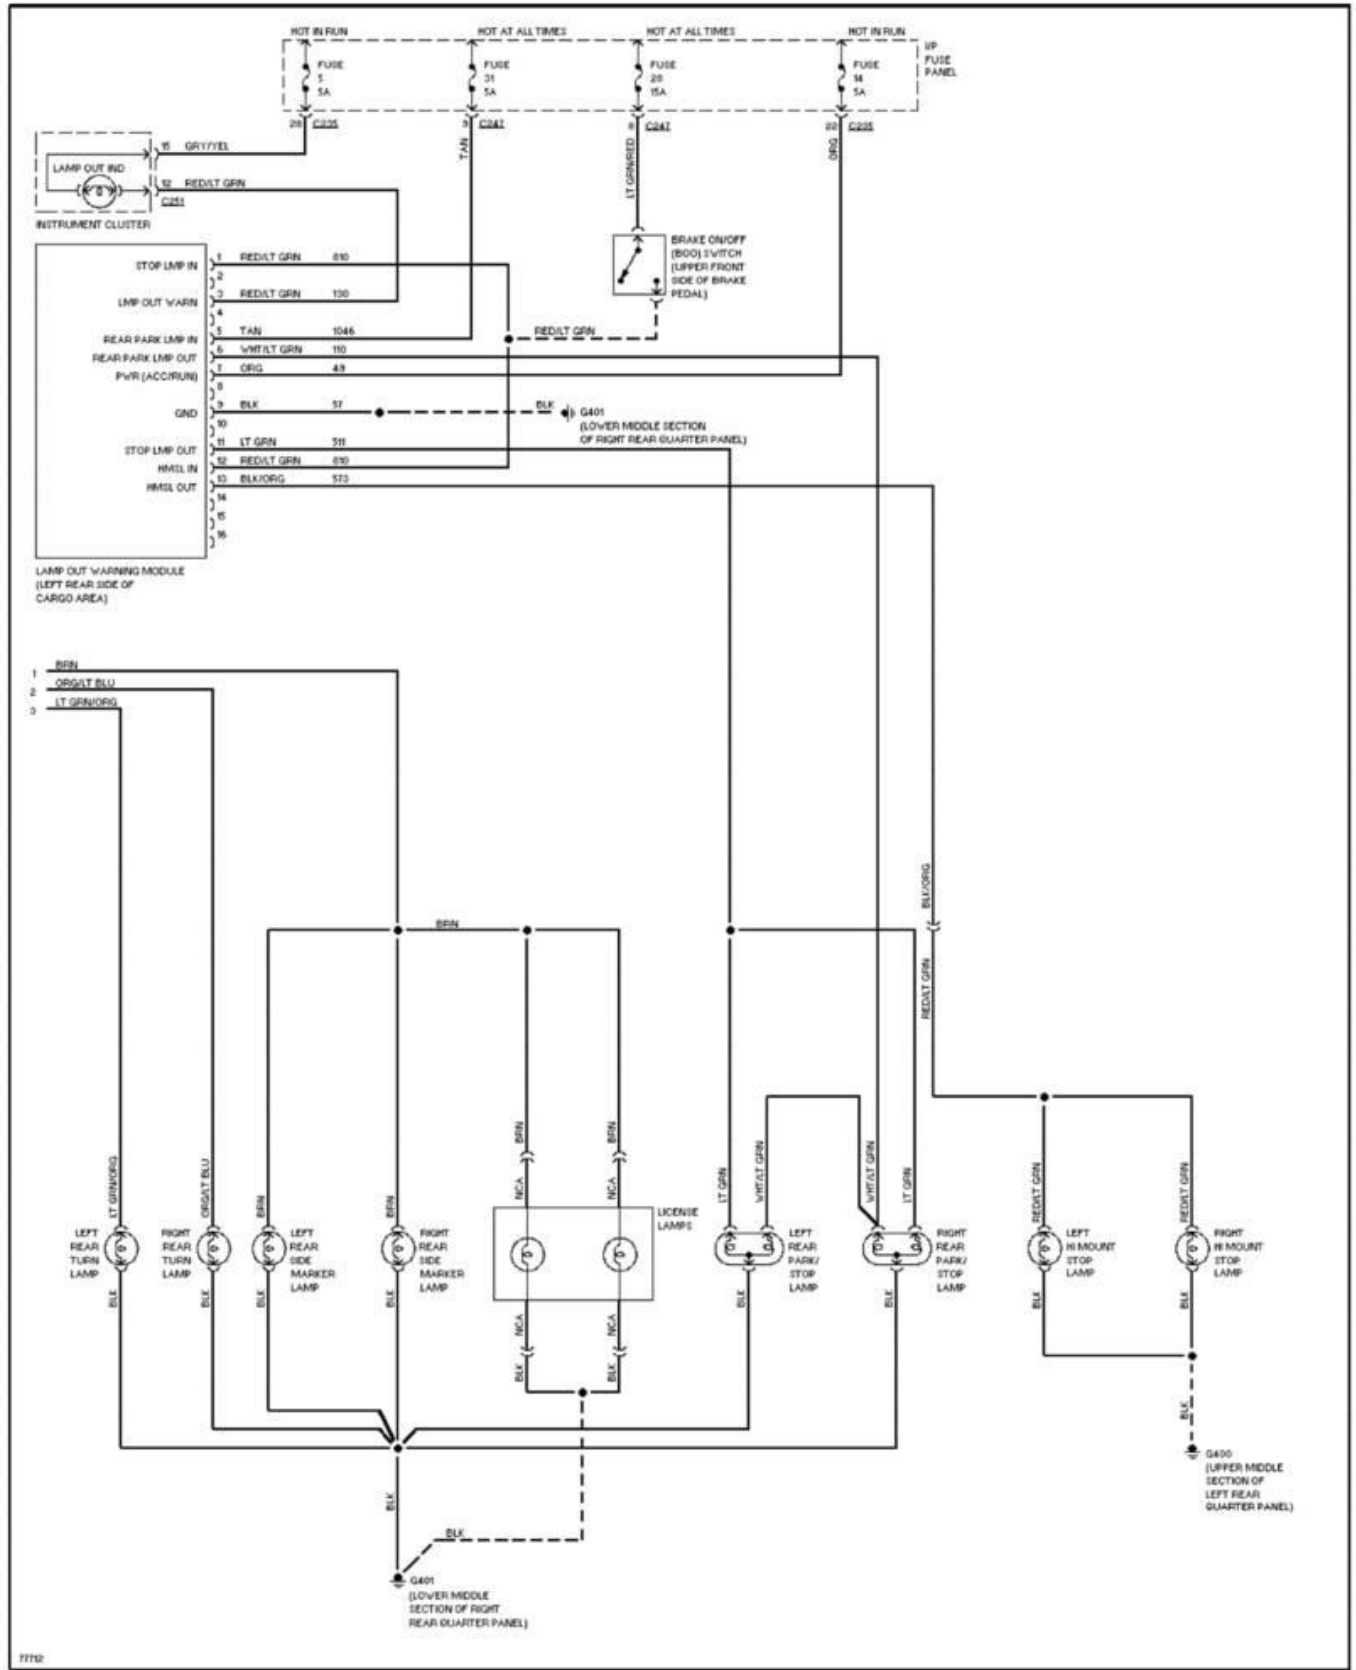 HOT IN RUN
HOT AT ALL TIMES
HOT AT ALL TIMES
HOT IN RUN
I/P
FUSE
PANEL
FUSE
5
5A
FUSE
31
5A
FUSE
28
15A
FUSE
14
5A
28 C235
9 C247
8 C247
22 C235
TAN
LT GRN/RED
ORG
15 GRY/YEL
LAMP OUT IND
12 RED/LT GRN
C251
INSTRUMENT CLUSTER
BRAKE ON/OFF
(BOO) SWITCH
(UPPER FRONT
SIDE OF BRAKE
PEDAL)
STOP LMP IN 1 RED/LT GRN 810
2
LMP OUT WARN 3 RED/LT GRN 130
4
REAR PARK LMP IN 5 TAN 1046
RED/LT GRN
REAR PARK LMP OUT 6 WHT/LT GRN 110
PWR (ACC/RUN) 7 ORG 49
8
GND 9 BLK 57
BLK
G401
(LOWER MIDDLE SECTION
OF RIGHT REAR QUARTER PANEL)
10
STOP LMP OUT 11 LT GRN 511
HMSL IN 12 RED/LT GRN 810
HMSL OUT 13 BLK/ORG 573
14
15
16
LAMP OUT WARNING MODULE
(LEFT REAR SIDE OF
CARGO AREA)
1 BRN
2 ORG/LT BLU
3 LT GRN/ORG
BLK/ORG
BRN
RED/LT GRN
BRN
BRN
LT GRN/ORG
ORG/LT BLU
BRN
BRN
NCA
NCA
LT GRN
WHT/LT GRN
WHT/LT GRN
LT GRN
RED/LT GRN
RED/LT GRN
LICENSE
LAMPS
LEFT
REAR
TURN
LAMP
RIGHT
REAR
TURN
LAMP
LEFT
REAR
SIDE
MARKER
LAMP
RIGHT
REAR
SIDE
MARKER
LAMP
LEFT
REAR
PARK/
STOP
LAMP
RIGHT
REAR
PARK/
STOP
LAMP
LEFT
HI MOUNT
STOP
LAMP
RIGHT
HI MOUNT
STOP
LAMP
BLK
BLK
BLK
BLK
NCA
NCA
BLK
BLK
BLK
BLK
BLK
BLK
BLK
G400
(UPPER MIDDLE
SECTION OF
LEFT REAR
QUARTER PANEL)
BLK
BLK
G401
(LOWER MIDDLE
SECTION OF RIGHT
REAR QUARTER PANEL)
77712